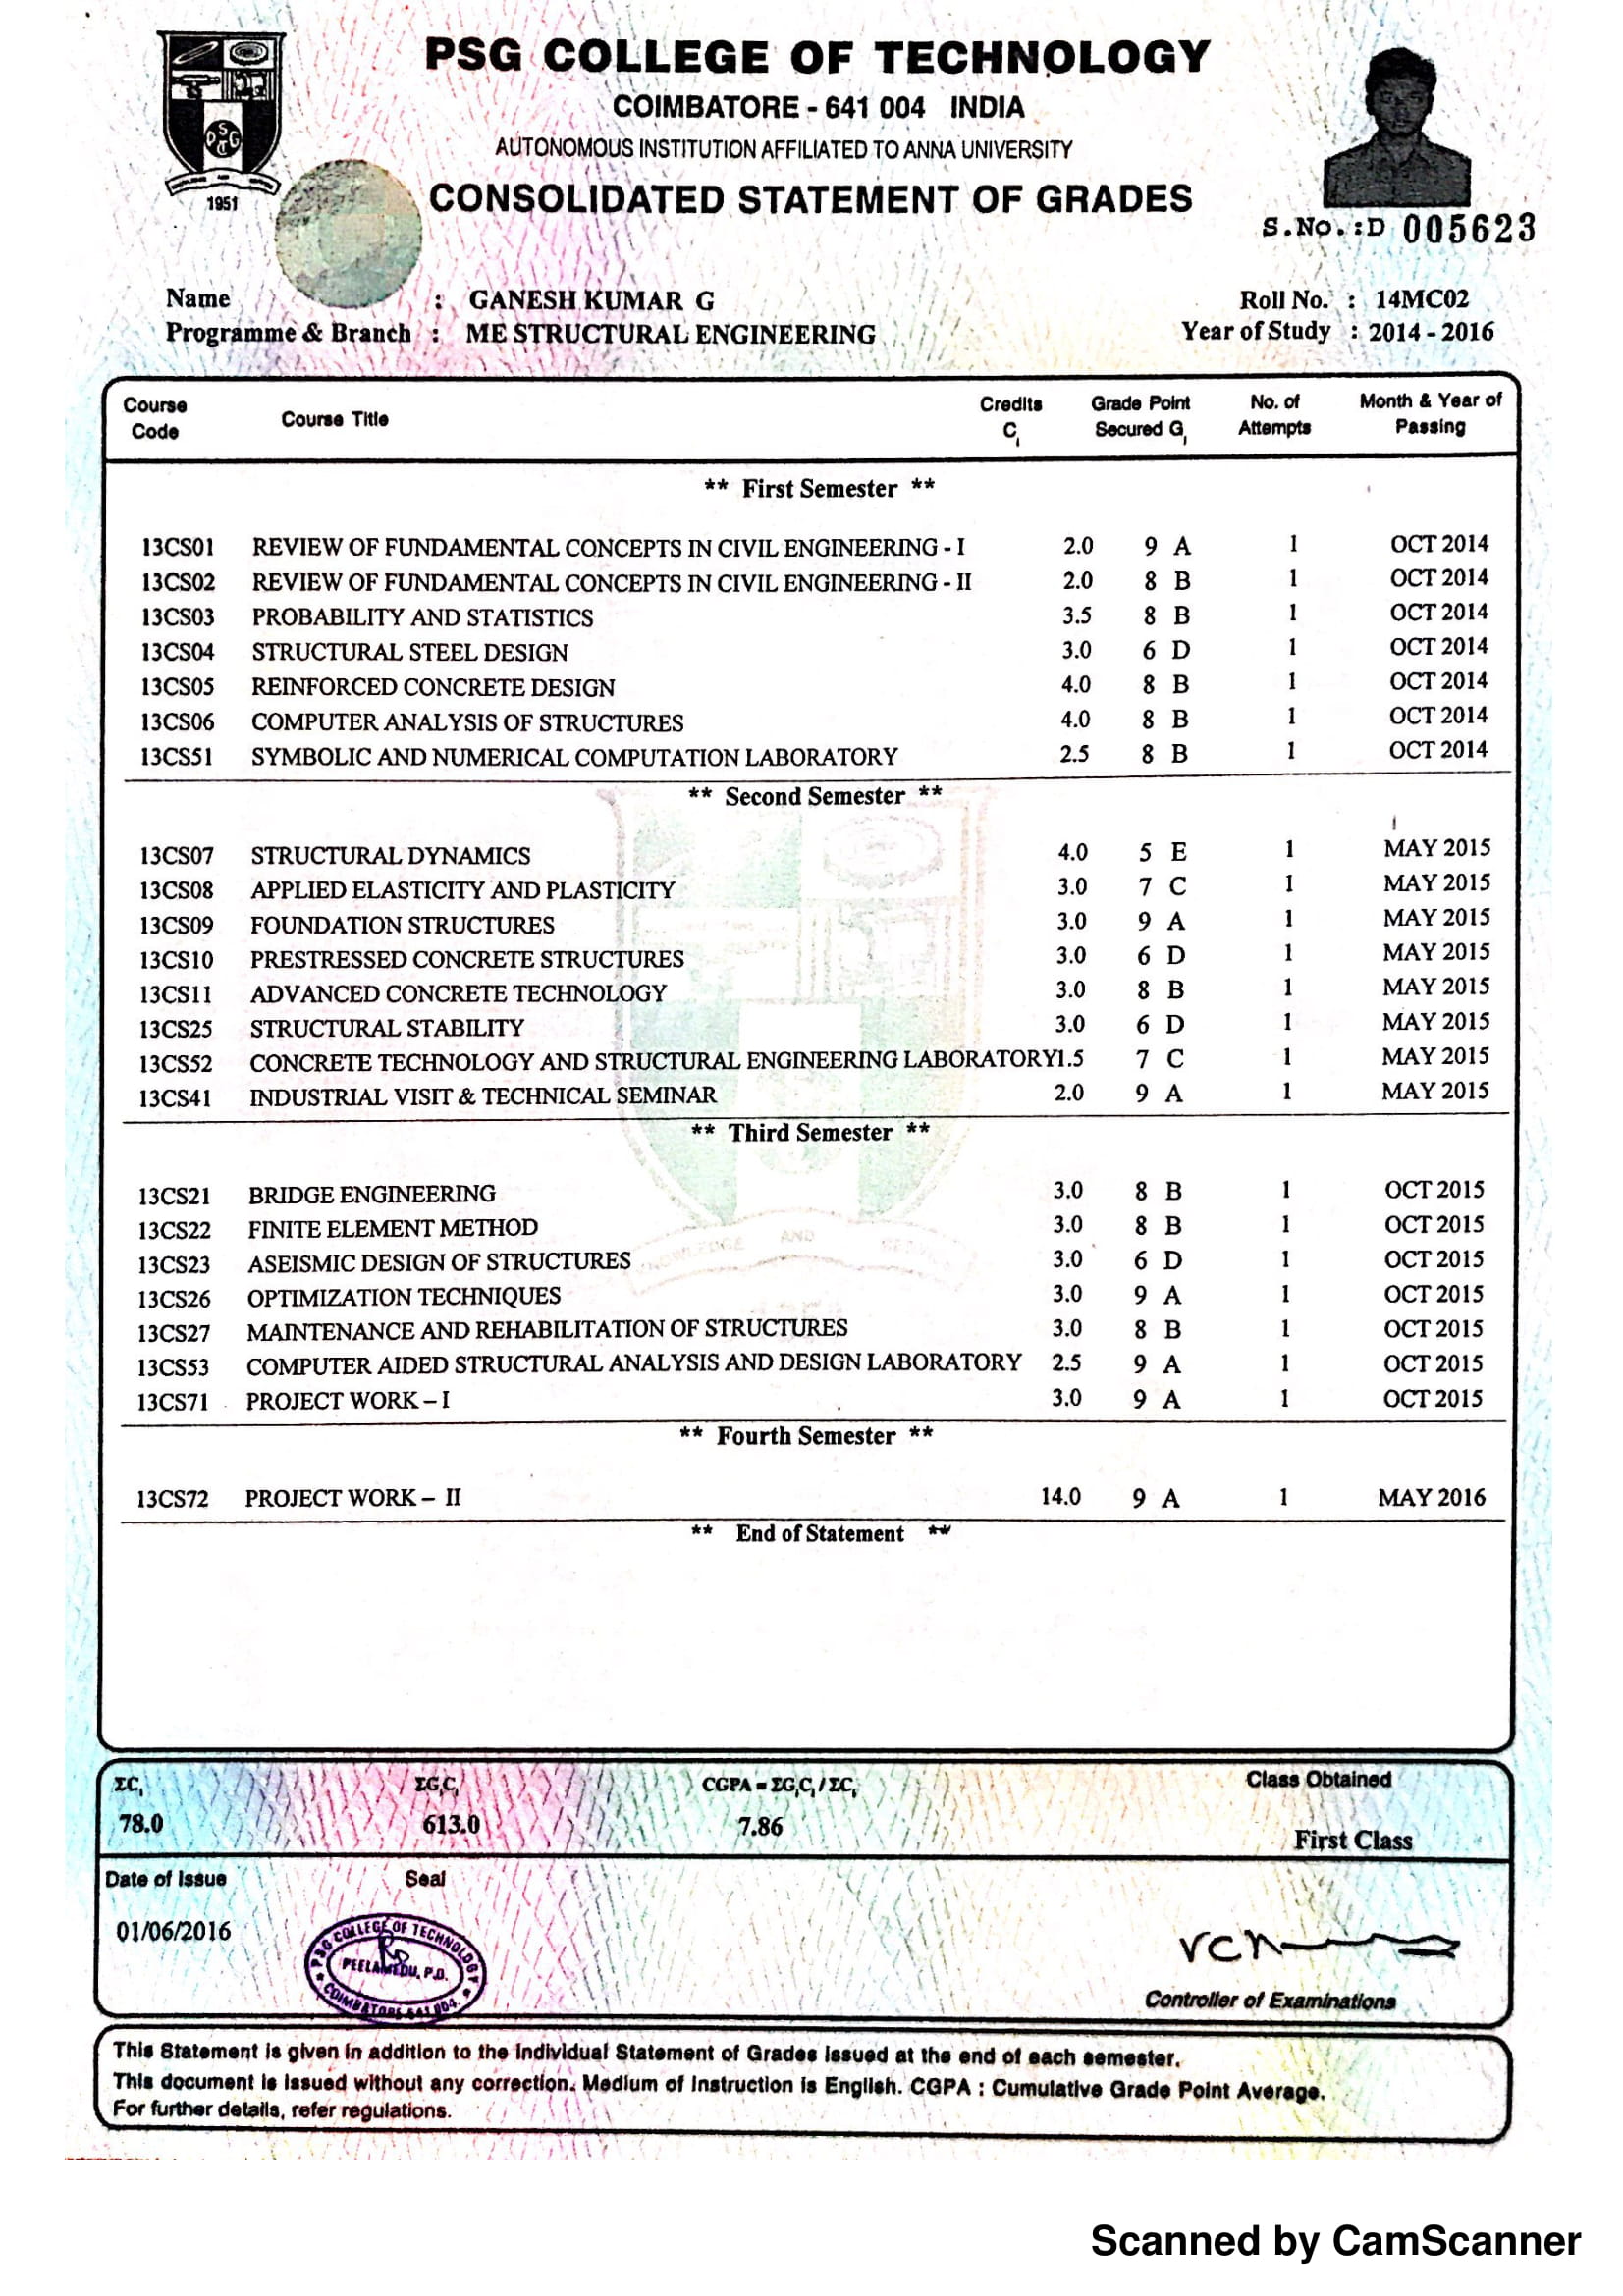 PSG COLLEGE OF TECHNOLOGY
COIMBATORE - 641 004 INDIA
AUTONOMOUS INSTITUTION AFFILIATED TO ANNA UNIVERSITY
CONSOLIDATED STATEMENT OF GRADES
1951
S.No.:D 005623
Name : GANESH KUMAR G Roll No. : 14MC02
Programme & Branch : ME STRUCTURAL ENGINEERING Year of Study : 2014 - 2016
Course Code Course Title Credits Ci Grade Point Secured Gi No. of Attempts Month & Year of Passing
** First Semester **
13CS01 REVIEW OF FUNDAMENTAL CONCEPTS IN CIVIL ENGINEERING - I 2.0 9 A 1 OCT 2014
13CS02 REVIEW OF FUNDAMENTAL CONCEPTS IN CIVIL ENGINEERING - II 2.0 8 B 1 OCT 2014
13CS03 PROBABILITY AND STATISTICS 3.5 8 B 1 OCT 2014
13CS04 STRUCTURAL STEEL DESIGN 3.0 6 D 1 OCT 2014
13CS05 REINFORCED CONCRETE DESIGN 4.0 8 B 1 OCT 2014
13CS06 COMPUTER ANALYSIS OF STRUCTURES 4.0 8 B 1 OCT 2014
13CS51 SYMBOLIC AND NUMERICAL COMPUTATION LABORATORY 2.5 8 B 1 OCT 2014
** Second Semester **
13CS07 STRUCTURAL DYNAMICS 4.0 5 E 1 MAY 2015
13CS08 APPLIED ELASTICITY AND PLASTICITY 3.0 7 C 1 MAY 2015
13CS09 FOUNDATION STRUCTURES 3.0 9 A 1 MAY 2015
13CS10 PRESTRESSED CONCRETE STRUCTURES 3.0 6 D 1 MAY 2015
13CS11 ADVANCED CONCRETE TECHNOLOGY 3.0 8 B 1 MAY 2015
13CS25 STRUCTURAL STABILITY 3.0 6 D 1 MAY 2015
13CS52 CONCRETE TECHNOLOGY AND STRUCTURAL ENGINEERING LABORATORY1.5 7 C 1 MAY 2015
13CS41 INDUSTRIAL VISIT & TECHNICAL SEMINAR 2.0 9 A 1 MAY 2015
** Third Semester **
13CS21 BRIDGE ENGINEERING 3.0 8 B 1 OCT 2015
13CS22 FINITE ELEMENT METHOD 3.0 8 B 1 OCT 2015
13CS23 ASEISMIC DESIGN OF STRUCTURES 3.0 6 D 1 OCT 2015
13CS26 OPTIMIZATION TECHNIQUES 3.0 9 A 1 OCT 2015
13CS27 MAINTENANCE AND REHABILITATION OF STRUCTURES 3.0 8 B 1 OCT 2015
13CS53 COMPUTER AIDED STRUCTURAL ANALYSIS AND DESIGN LABORATORY 2.5 9 A 1 OCT 2015
13CS71 PROJECT WORK – I 3.0 9 A 1 OCT 2015
** Fourth Semester **
13CS72 PROJECT WORK – II 14.0 9 A 1 MAY 2016
** End of Statement **
ΣCi ΣGiCi CGPA = ΣGiCi / ΣCi Class Obtained
78.0 613.0 7.86 First Class
Date of Issue Seal
01/06/2016
PSG COLLEGE OF TECHNOLOGY
PEELAMEDU, P.O.
COIMBATORE 641 004.
Controller of Examinations
This Statement is given in addition to the Individual Statement of Grades issued at the end of each semester.
This document is issued without any correction. Medium of Instruction is English. CGPA : Cumulative Grade Point Average.
For further details, refer regulations.
Scanned by CamScanner